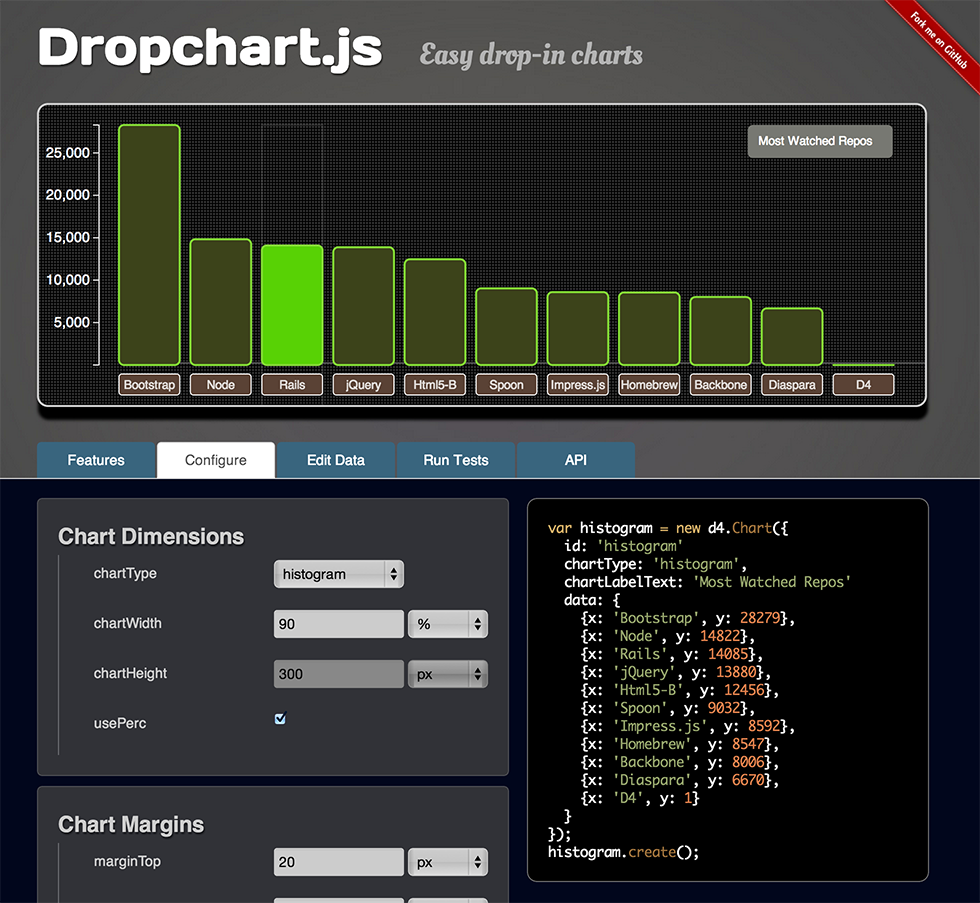 Dropchart.js
Easy drop-in charts
Fork me on GitHub
Most Watched Repos
25,000
20,000
15,000
10,000
5,000
Bootstrap Node Rails jQuery Html5-B Spoon Impress.js Homebrew Backbone Diaspara D4
Features Configure Edit Data Run Tests API
Chart Dimensions
chartType histogram
chartWidth 90 %
chartHeight 300 px
usePerc
Chart Margins
marginTop 20 px
var histogram = new d4.Chart({
id: 'histogram'
chartType: 'histogram',
chartLabelText: 'Most Watched Repos'
data: {
{x: 'Bootstrap', y: 28279},
{x: 'Node', y: 14822},
{x: 'Rails', y: 14085},
{x: 'jQuery', y: 13880},
{x: 'Html5-B', y: 12456},
{x: 'Spoon', y: 9032},
{x: 'Impress.js', y: 8592},
{x: 'Homebrew', y: 8547},
{x: 'Backbone', y: 8006},
{x: 'Diaspara', y: 6670},
{x: 'D4', y: 1}
}
});
histogram.create();